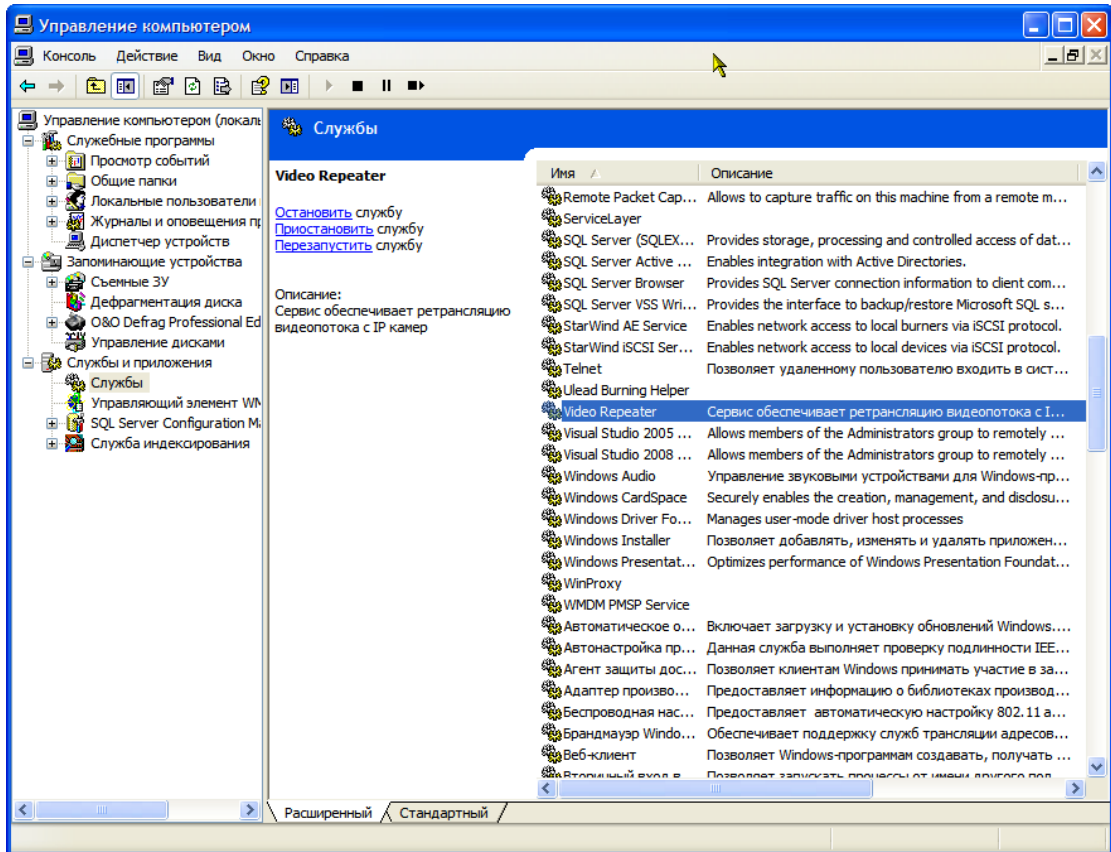 Управление компьютером
Консоль Действие Вид Окно Справка
Управление компьютером (локаль
Служебные программы
Просмотр событий
Общие папки
Локальные пользователи
Журналы и оповещения пр
Диспетчер устройств
Запоминающие устройства
Съемные ЗУ
Дефрагментация диска
O&O Defrag Professional Ed
Управление дисками
Службы и приложения
Службы
Управляющий элемент WM
SQL Server Configuration Ma
Служба индексирования
Службы
Video Repeater
Остановить службу
Приостановить службу
Перезапустить службу
Описание:
Сервис обеспечивает ретрансляцию
видеопотока с IP камер
Имя Описание
Remote Packet Cap... Allows to capture traffic on this machine from a remote m...
ServiceLayer
SQL Server (SQLEX... Provides storage, processing and controlled access of dat...
SQL Server Active ... Enables integration with Active Directories.
SQL Server Browser Provides SQL Server connection information to client com...
SQL Server VSS Wri... Provides the interface to backup/restore Microsoft SQL s...
StarWind AE Service Enables network access to local burners via iSCSI protocol.
StarWind iSCSI Ser... Enables network access to local devices via iSCSI protocol.
Telnet Позволяет удаленному пользователю входить в сист...
Ulead Burning Helper
Video Repeater Сервис обеспечивает ретрансляцию видеопотока с I...
Visual Studio 2005 ... Allows members of the Administrators group to remotely ...
Visual Studio 2008 ... Allows members of the Administrators group to remotely ...
Windows Audio Управление звуковыми устройствами для Windows-пр...
Windows CardSpace Securely enables the creation, management, and disclosu...
Windows Driver Fo... Manages user-mode driver host processes
Windows Installer Позволяет добавлять, изменять и удалять приложен...
Windows Presentat... Optimizes performance of Windows Presentation Foundat...
WinProxy
WMDM PMSP Service
Автоматическое о... Включает загрузку и установку обновлений Windows....
Автонастройка пр... Данная служба выполняет проверку подлинности IEE...
Агент защиты дос... Позволяет клиентам Windows принимать участие в за...
Адаптер произво... Предоставляет информацию о библиотеках производ...
Беспроводная нас... Предоставляет автоматическую настройку 802.11 а...
Брандмауэр Windo... Обеспечивает поддержку служб трансляции адресов...
Веб-клиент Позволяет Windows-программам создавать, получать ...
Вторичный вход в Позволяет запускать процессы от имени другого пол
Расширенный Стандартный